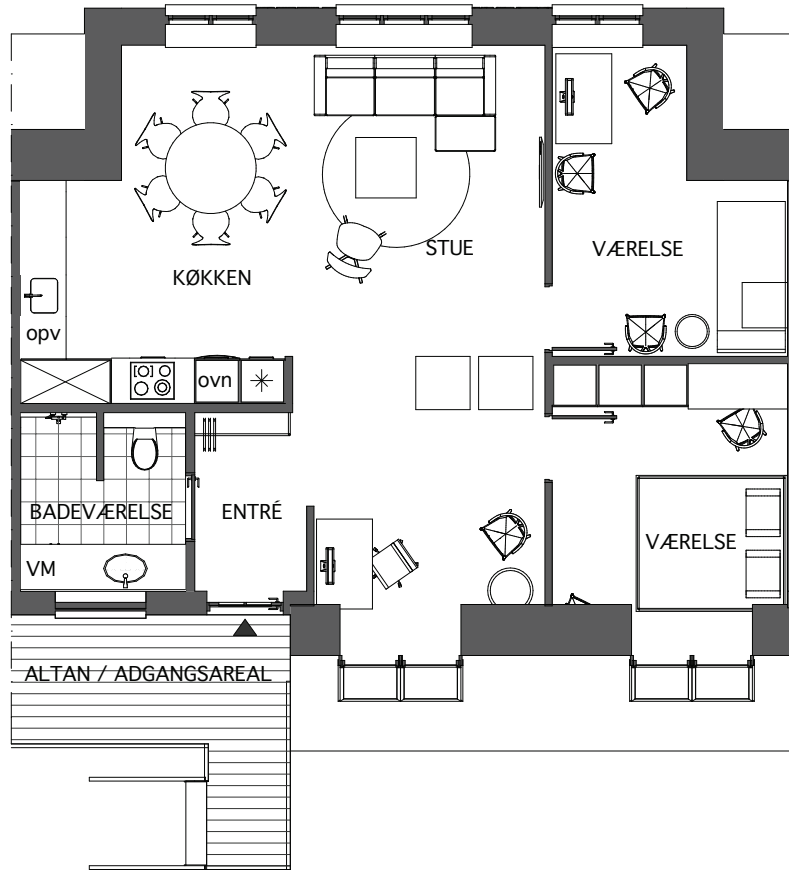 STUE
VÆRELSE
KØKKEN
opv
ovn
BADEVÆRELSE
ENTRÉ
VÆRELSE
VM
ALTAN / ADGANGSAREAL